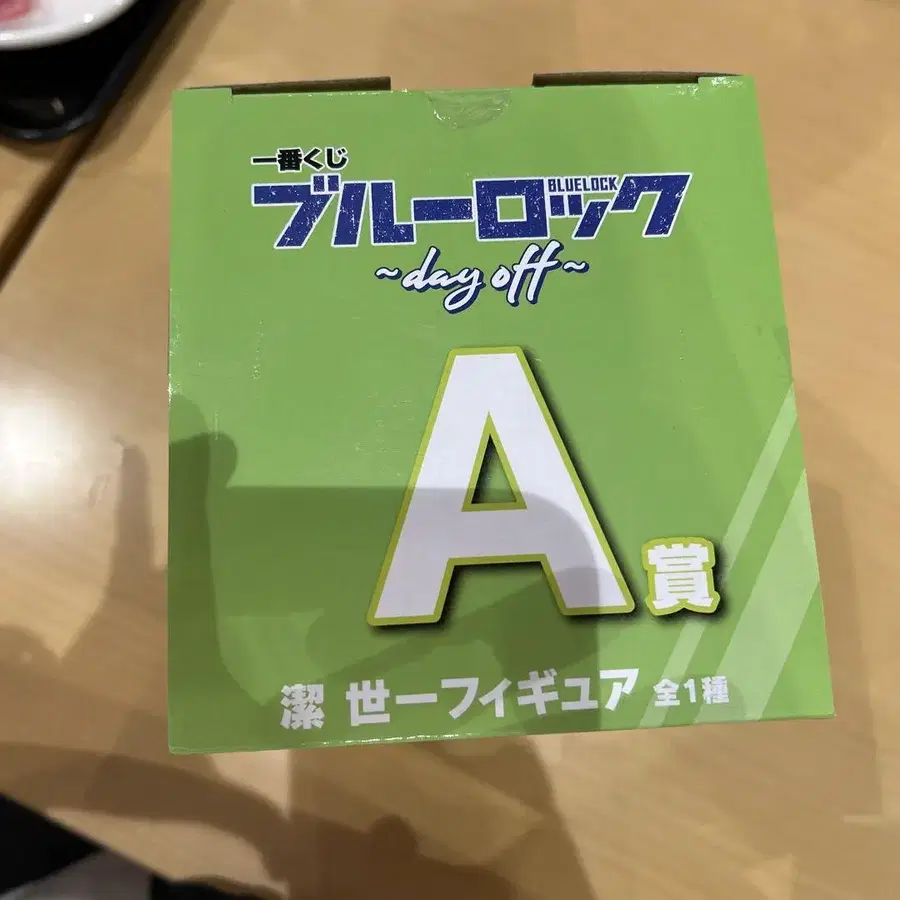 一番くじ
ブルーロック
BLUELOCK
~day off~
A賞
潔 世一フィギュア 全1種